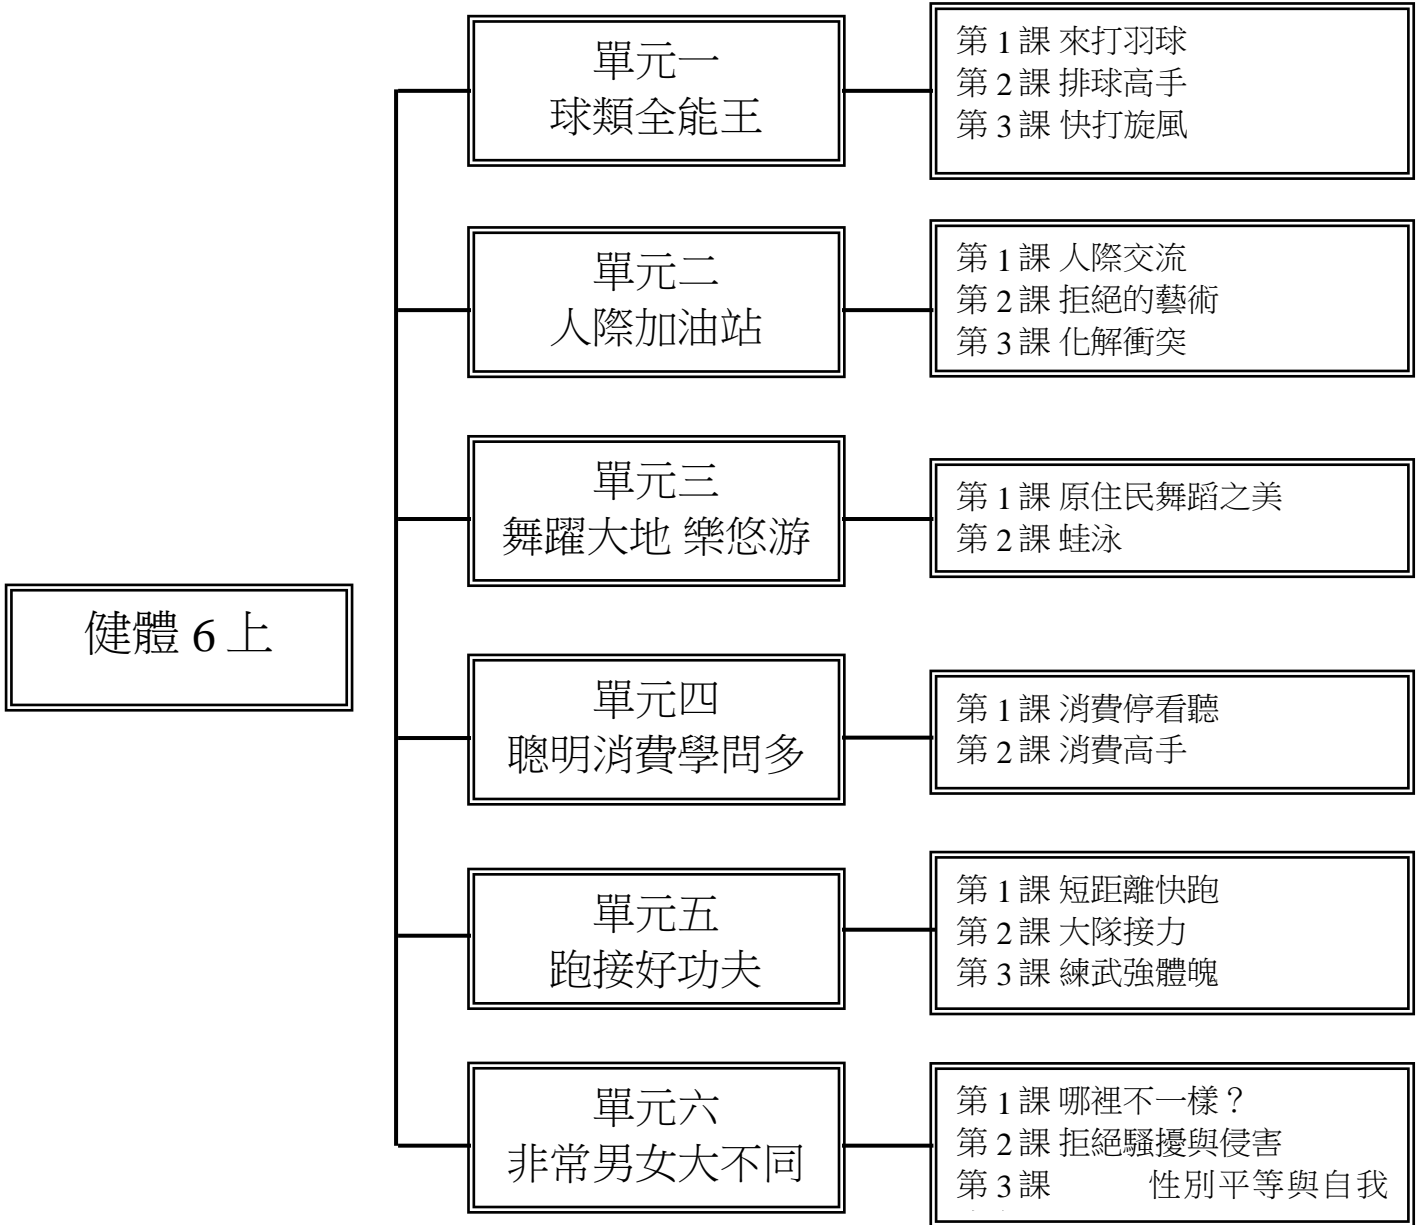 健體 6 上
單元一
球類全能王
第 1 課 來打羽球
第 2 課 排球高手
第 3 課 快打旋風
單元二
人際加油站
第 1 課 人際交流
第 2 課 拒絕的藝術
第 3 課 化解衝突
單元三
舞躍大地 樂悠游
第 1 課 原住民舞蹈之美
第 2 課 蛙泳
單元四
聰明消費學問多
第 1 課 消費停看聽
第 2 課 消費高手
單元五
跑接好功夫
第 1 課 短距離快跑
第 2 課 大隊接力
第 3 課 練武強體魄
單元六
非常男女大不同
第 1 課 哪裡不一樣？
第 2 課 拒絕騷擾與侵害
第 3 課 性別平等與自我